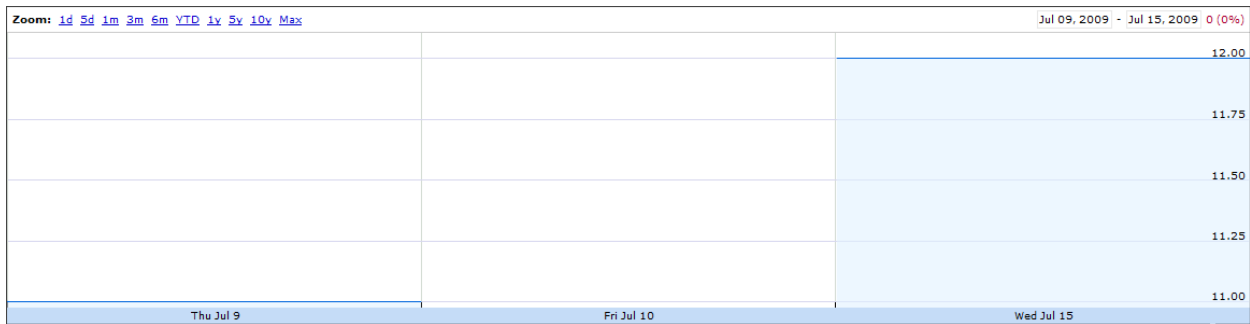 Zoom: 1d 5d 1m 3m 6m YTD 1y 5y 10y Max Jul 09, 2009 - Jul 15, 2009 0 (0%)
12.00
11.75
11.50
11.25
11.00
Thu Jul 9 Fri Jul 10 Wed Jul 15